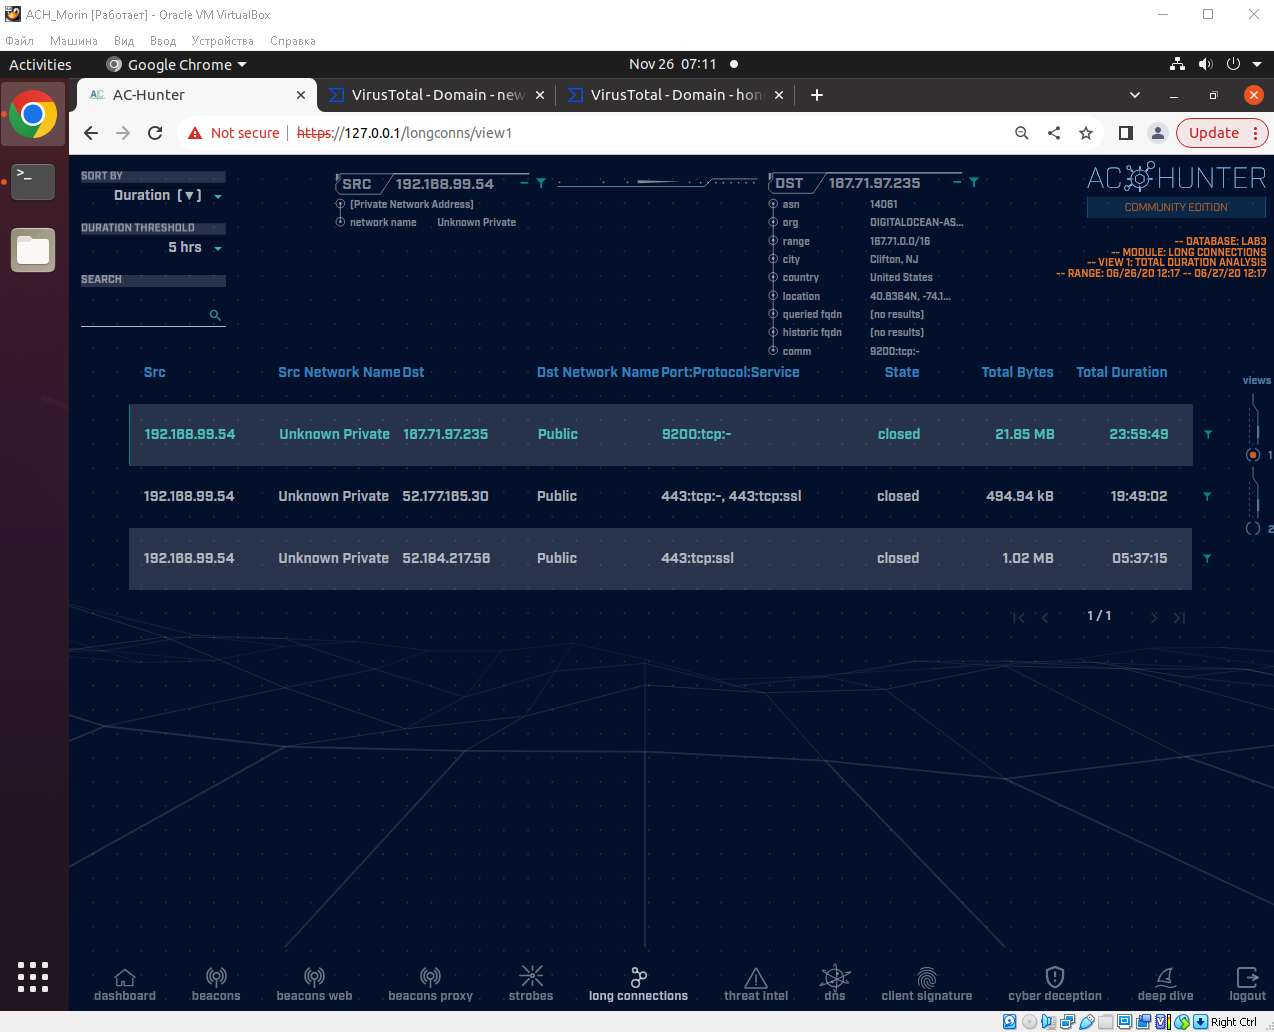 ACH_Morin [Работает] - Oracle VM VirtualBox
Файл Машина Вид Ввод Устройства Справка
Activities Google Chrome Nov 26 07:11
AC-Hunter VirusTotal - Domain - new VirusTotal - Domain - hon
Not secure https://127.0.0.1/longconns/view1 Update
SORT BY
Duration [▼]
DURATION THRESHOLD
5 hrs
SEARCH
SRC 192.168.99.54
[Private Network Address]
network name Unknown Private
DST 167.71.97.235
asn 14061
org DIGITALOCEAN-AS...
range 167.71.0.0/16
city Clifton, NJ
country United States
location 40.8364N, -74.1...
queried fqdn [no results]
historic fqdn [no results]
comm 9200:tcp:-
AC HUNTER
COMMUNITY EDITION
-- DATABASE: LAB3
-- MODULE: LONG CONNECTIONS
-- VIEW 1: TOTAL DURATION ANALYSIS
-- RANGE: 06/26/20 12:17 -- 06/27/20 12:17
Src Src Network Name Dst Dst Network Name Port:Protocol:Service State Total Bytes Total Duration
192.168.99.54 Unknown Private 167.71.97.235 Public 9200:tcp:- closed 21.85 MB 23:59:49
192.168.99.54 Unknown Private 52.177.165.30 Public 443:tcp:-, 443:tcp:ssl closed 494.94 kB 19:49:02
192.168.99.54 Unknown Private 52.184.217.56 Public 443:tcp:ssl closed 1.02 MB 05:37:15
1 / 1
views
1
2
dashboard beacons beacons web beacons proxy strobes long connections threat intel dns client signature cyber deception deep dive logout
Right Ctrl